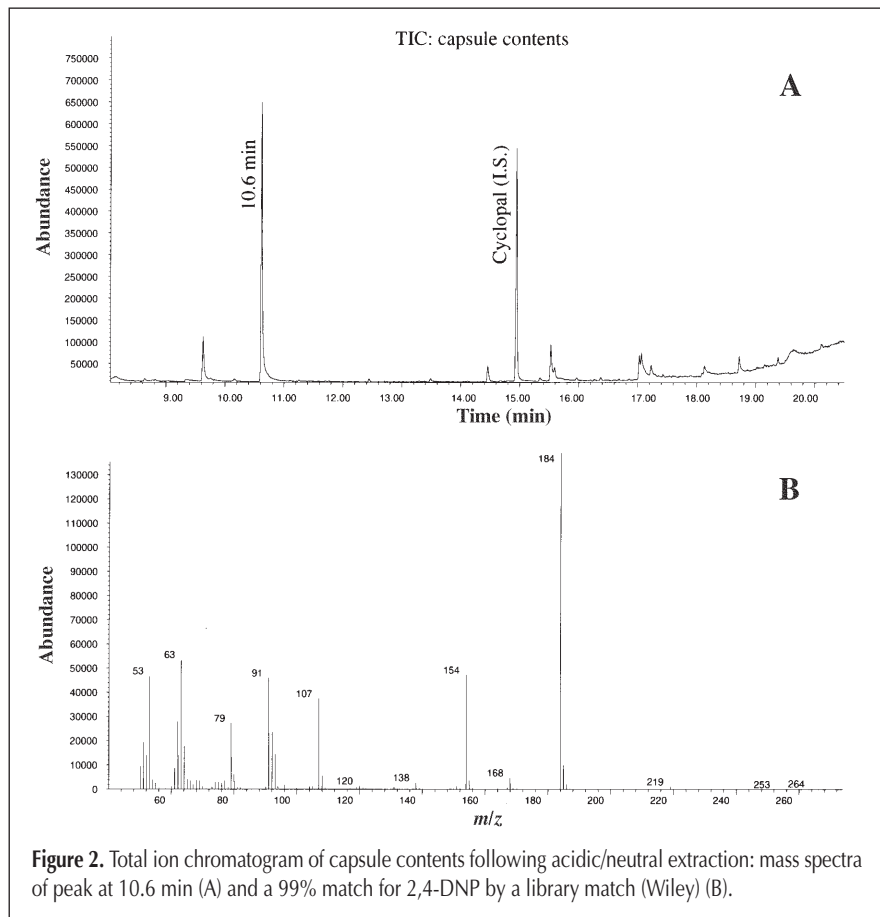 TIC: capsule contents
A
Abundance
750000
700000
650000
600000
550000
500000
450000
400000
350000
300000
250000
200000
150000
100000
50000
10.6 min
Cyclopal (I.S.)
9.00 10.00 11.00 12.00 13.00 14.00 15.00 16.00 17.00 18.00 19.00 20.00
Time (min)
B
Abundance
130000
120000
110000
100000
90000
80000
70000
60000
50000
40000
30000
20000
10000
0
53 63 79 91 107 120 138 154 168 184 219 253 264
60 80 100 120 140 160 180 200 220 240 260
m/z
Figure 2. Total ion chromatogram of capsule contents following acidic/neutral extraction: mass spectra
of peak at 10.6 min (A) and a 99% match for 2,4-DNP by a library match (Wiley) (B).